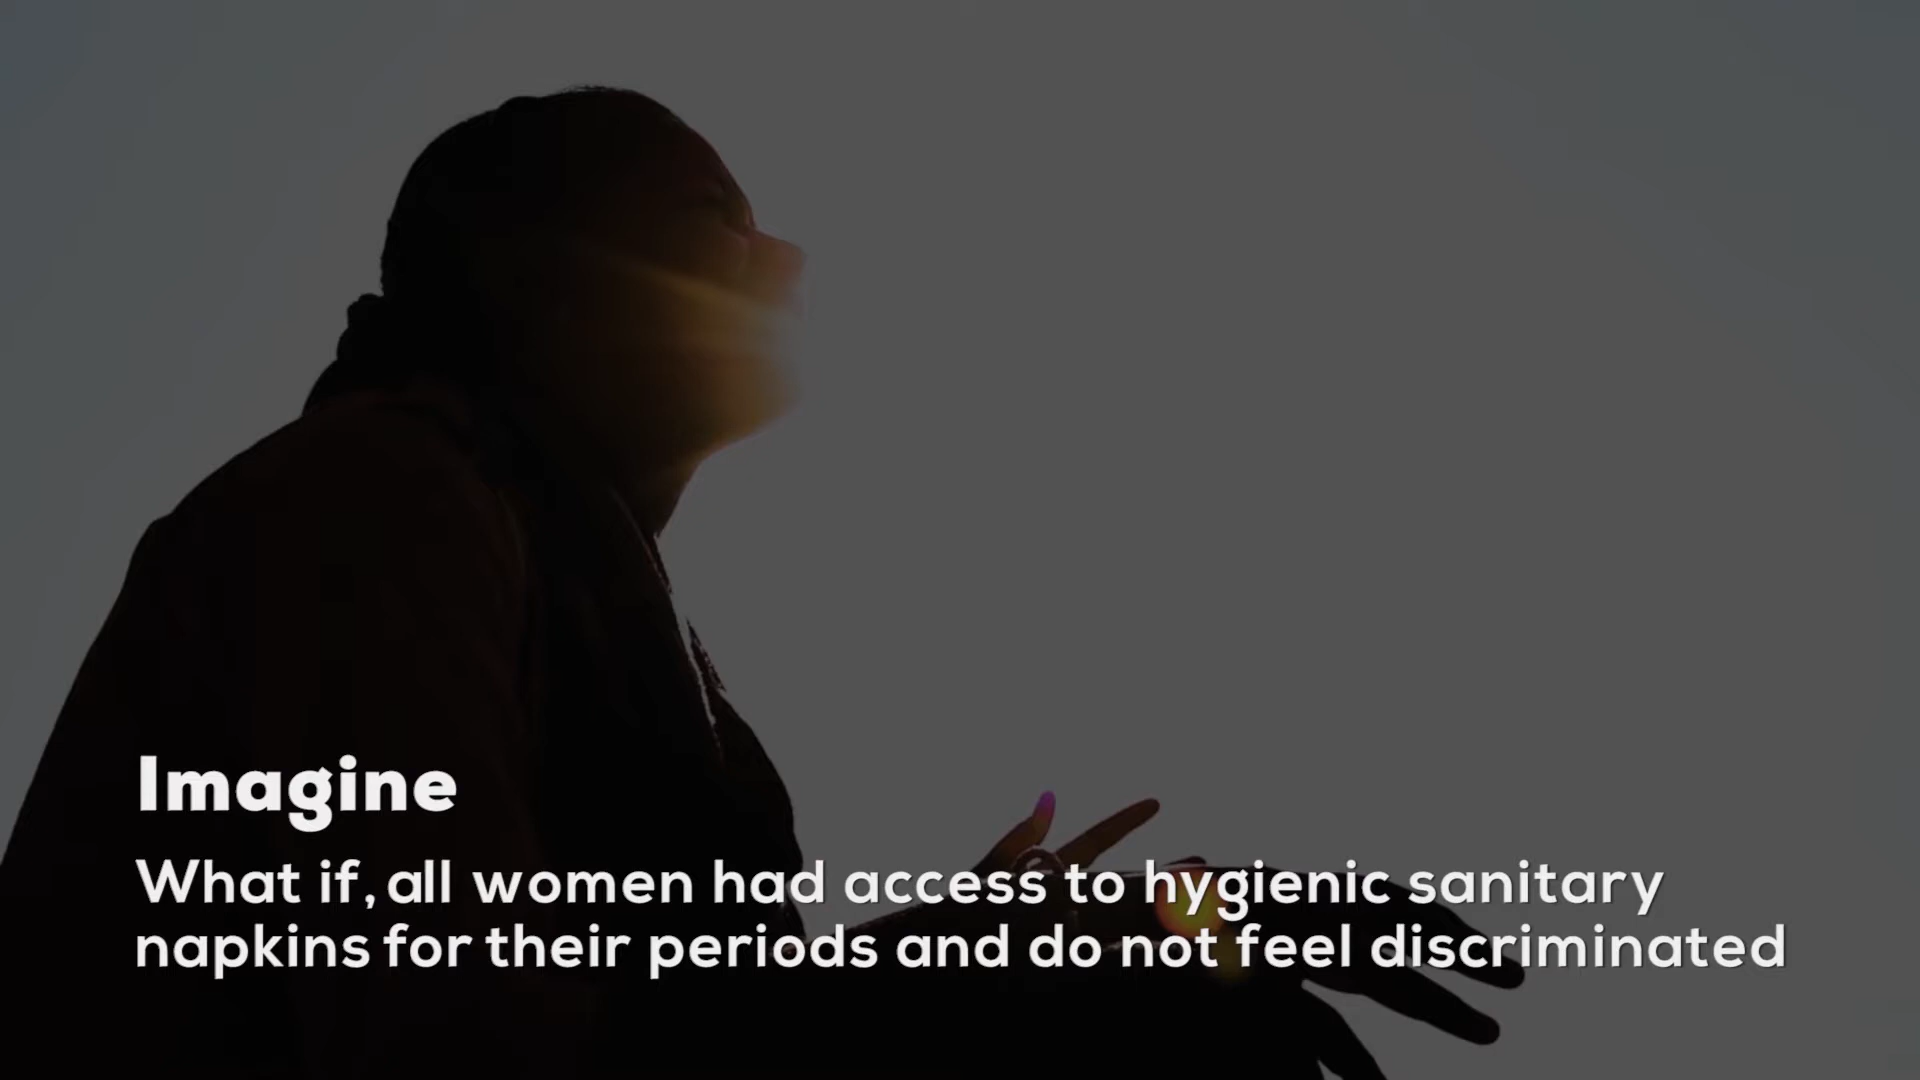 Imagine
What if, all women had access to hygienic sanitary
napkins for their periods and do not feel discriminated